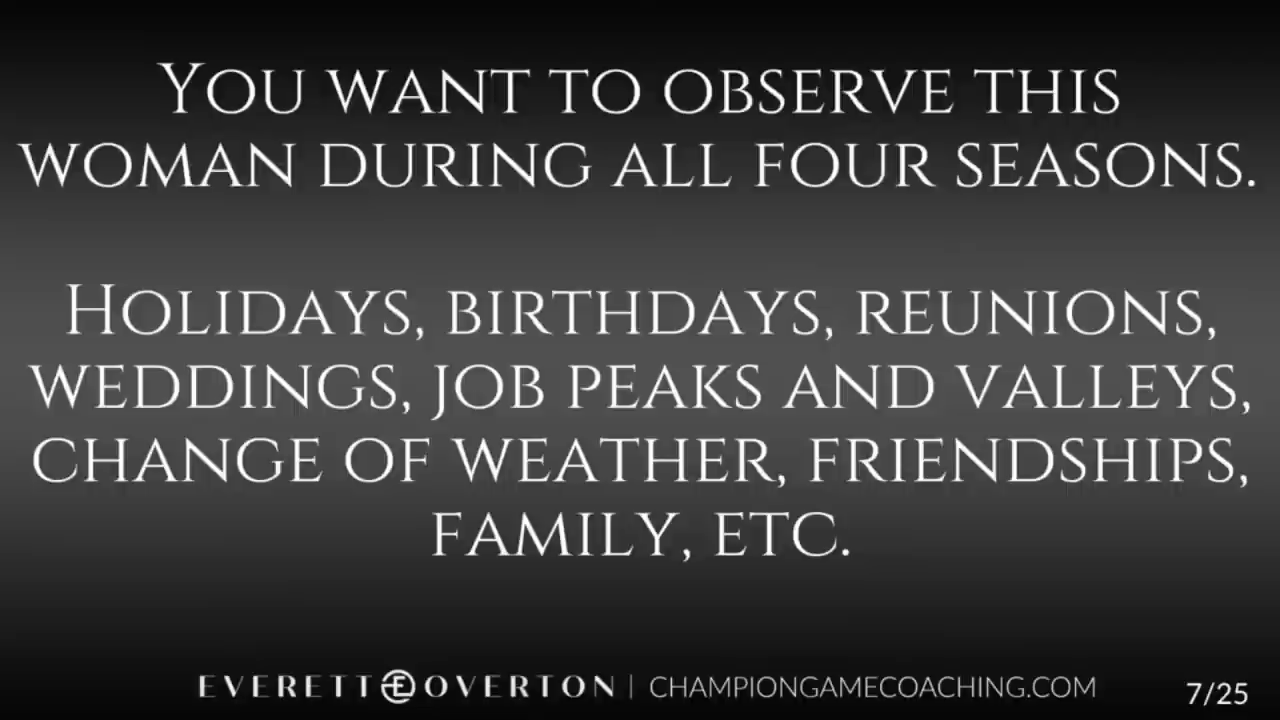 You want to observe this
woman during all four seasons.
Holidays, birthdays, reunions,
weddings, job peaks and valleys,
change of weather, friendships,
family, etc.
EVERETT E OVERTON | CHAMPIONGAMECOACHING.COM
7/25